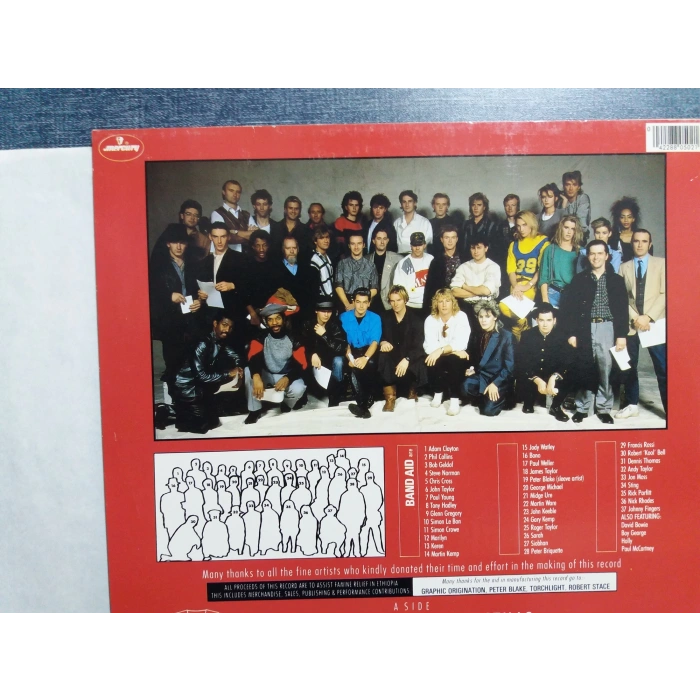 mercury
BAND AID
1 Adam Clayton
2 Phil Collins
3 Bob Geldof
4 Steve Norman
5 Chris Cross
6 John Taylor
7 Paul Young
8 Tony Hadley
9 Glenn Gregory
10 Simon Le Bon
11 Simon Crowe
12 Marilyn
13 Keren
14 Martin Kemp
15 Jody Watley
16 Bono
17 Paul Weller
18 James Taylor
19 Peter Blake (sleeve artist)
20 George Michael
21 Midge Ure
22 Martin Ware
23 John Keeble
24 Gary Kemp
25 Roger Taylor
26 Sarah
27 Siobhan
28 Peter Briquette
29 Francis Rossi
30 Robert 'Kool' Bell
31 Dennis Thomas
32 Andy Taylor
33 Jon Moss
34 Sting
35 Rick Parfitt
36 Nick Rhodes
37 Johnny Fingers
ALSO FEATURING:
David Bowie
Boy George
Holly
Paul McCartney
Many thanks to all the fine artists who kindly donated their time and effort in the making of this record
ALL PROCEEDS OF THIS RECORD ARE TO ASSIST FAMINE RELIEF IN ETHIOPIA
THIS INCLUDES MERCHANDISE, SALES, PUBLISHING & PERFORMANCE CONTRIBUTIONS
Many thanks for the aid in manufacturing this record go to:
GRAPHIC ORIGINATION, PETER BLAKE, TORCHLIGHT, ROBERT STACE
A SIDE